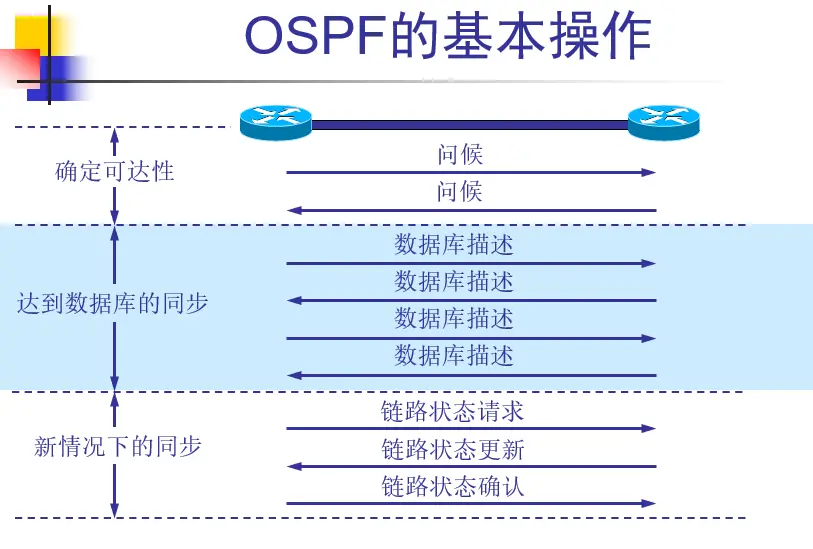 OSPF的基本操作
问候
确定可达性
问候
数据库描述
数据库描述
达到数据库的同步
数据库描述
数据库描述
链路状态请求
新情况下的同步
链路状态更新
链路状态确认